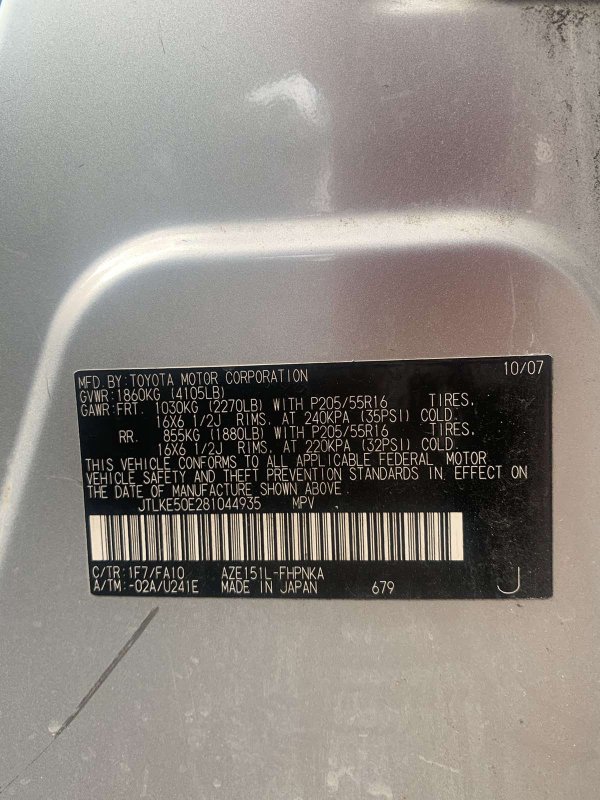 MFD.BY:TOYOTA MOTOR CORPORATION 10/07
GVWR:1860KG (4105LB)
GAWR:FRT. 1030KG (2270LB) WITH P205/55R16 TIRES,
16X6 1/2J RIMS, AT 240KPA (35PSI) COLD.
RR. 855KG (1880LB) WITH P205/55R16 TIRES,
16X6 1/2J RIMS, AT 220KPA (32PSI) COLD.
THIS VEHICLE CONFORMS TO ALL APPLICABLE FEDERAL MOTOR
VEHICLE SAFETY AND THEFT PREVENTION STANDARDS IN EFFECT ON
THE DATE OF MANUFACTURE SHOWN ABOVE.
JTLKE50E281044935 MPV
C/TR:1F7/FA10 AZE151L-FHPNKA
A/TM:-02A/U241E MADE IN JAPAN 679 J